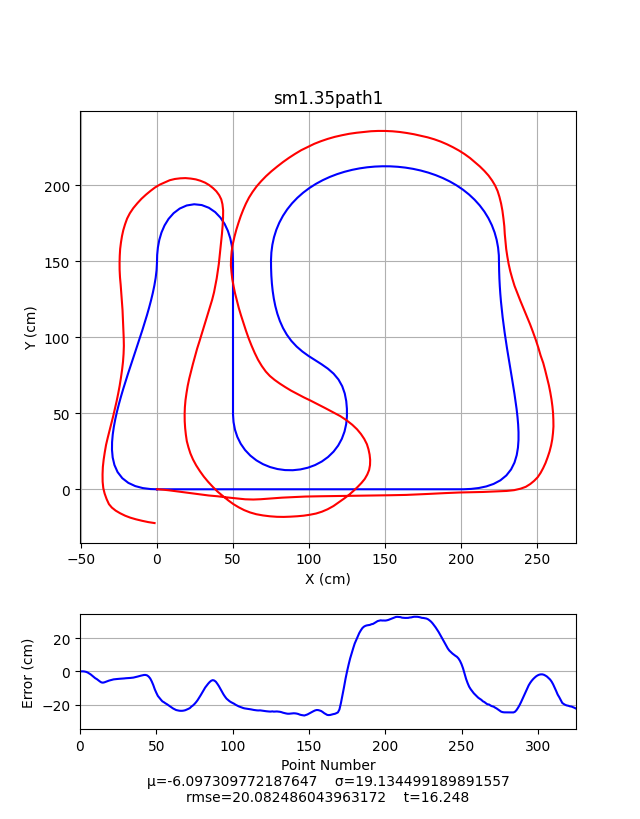 sm1.35path1
200
150
100
50
0
Y (cm)
−50 0 50 100 150 200 250
X (cm)
20
0
−20
Error (cm)
0 50 100 150 200 250 300
Point Number
μ=-6.097309772187647 σ=19.134499189891557
rmse=20.082486043963172 t=16.248